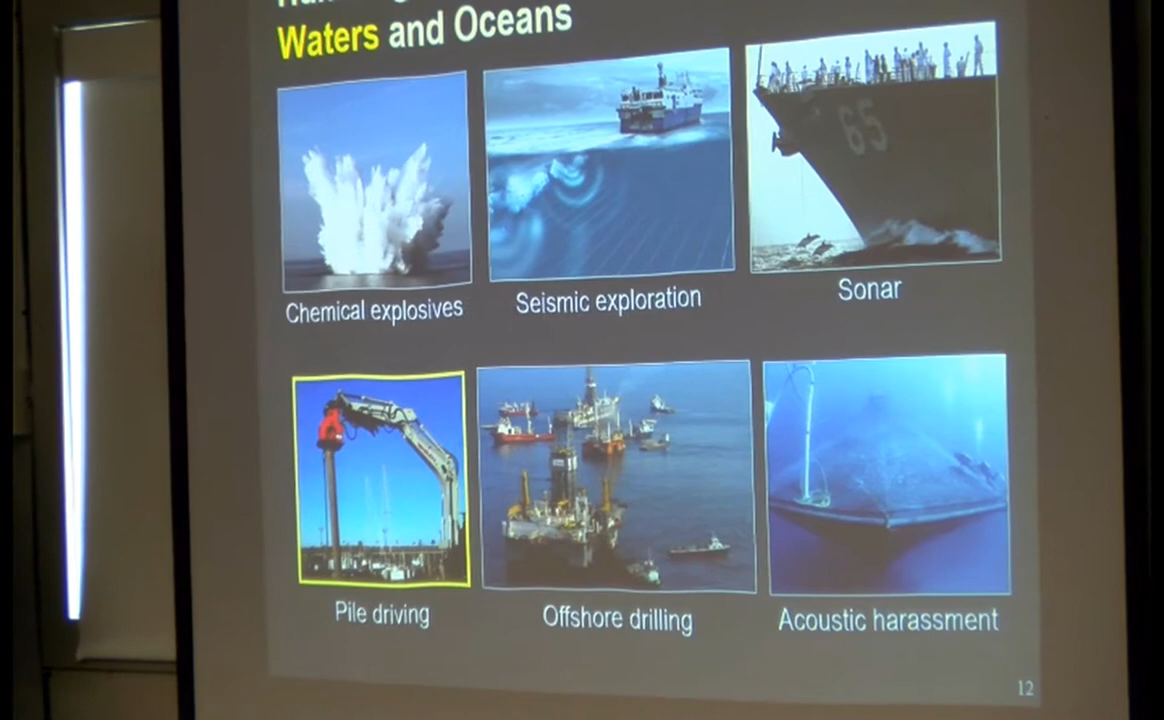 Waters and Oceans
65
Chemical explosives
Seismic exploration
Sonar
Pile driving
Offshore drilling
Acoustic harassment
12